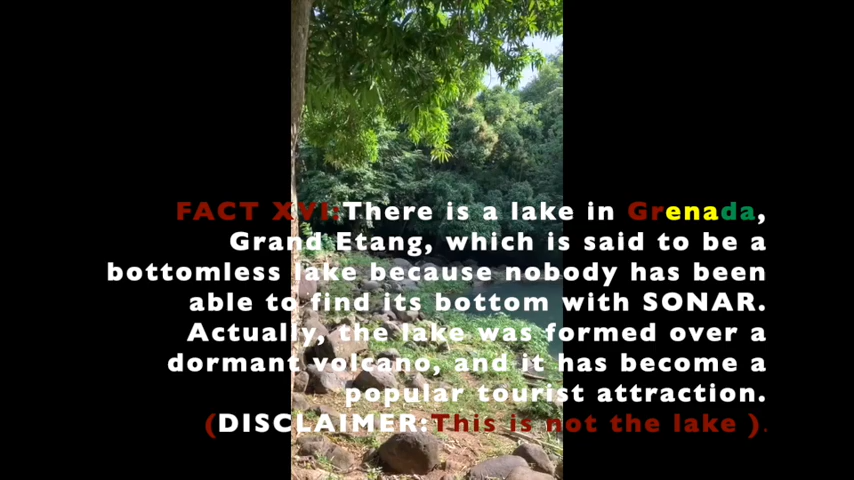 FACT XVI:There is a lake in Grenada,
Grand Etang, which is said to be a
bottomless lake because nobody has been
able to find its bottom with SONAR.
Actually, the lake was formed over a
dormant volcano, and it has become a
popular tourist attraction.
(DISCLAIMER:This is not the lake ).